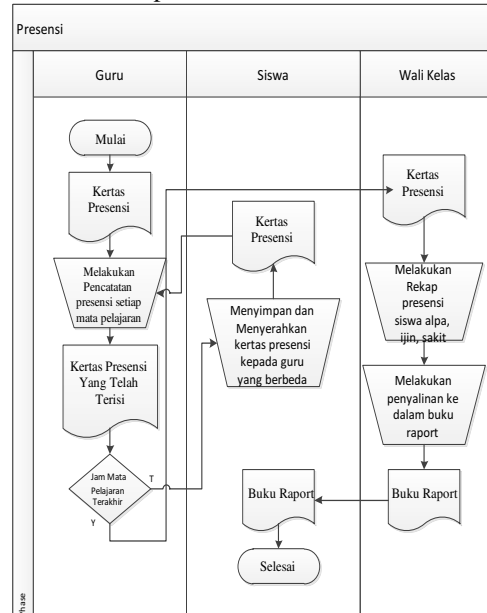 Presensi
Guru
Siswa
Wali Kelas
Mulai
Kertas
Presensi
Melakukan
Pencatatan
presensi setiap
mata pelajaran
Kertas Presensi
Yang Telah
Terisi
Jam Mata
Pelajaran
Terakhir
T
Y
Kertas
Presensi
Menyimpan dan
Menyerahkan
kertas presensi
kepada guru
yang berbeda
Buku Raport
Selesai
Kertas
Presensi
Melakukan
Rekap
presensi
siswa alpa,
ijin, sakit
Melakukan
penyalinan ke
dalam buku
raport
Buku Raport